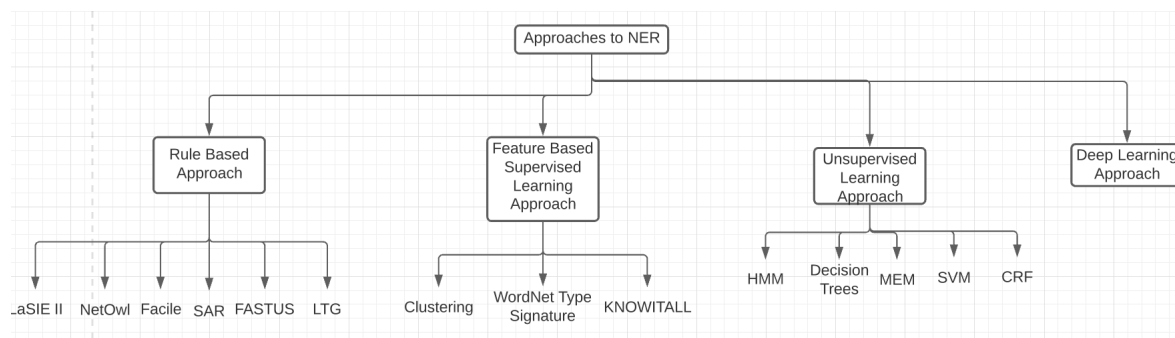 Approaches to NER
Rule Based
Approach
Feature Based
Supervised
Learning
Approach
Unsupervised
Learning
Approach
Deep Learning
Approach
LaSIE II
NetOwl
Facile
SAR
FASTUS
LTG
Clustering
WordNet Type
Signature
KNOWITALL
HMM
Decision
Trees
MEM
SVM
CRF